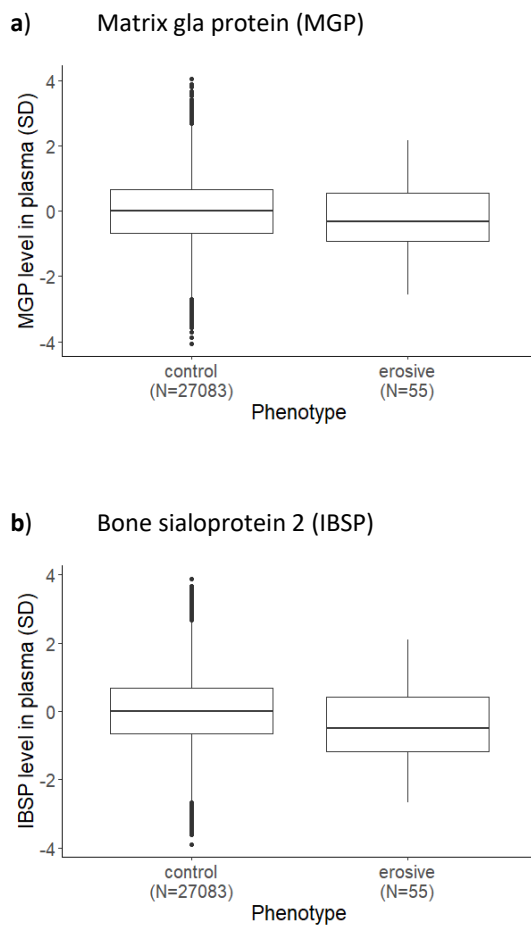 a) Matrix gla protein (MGP)
MGP level in plasma (SD)
4
2
0
-2
-4
control
(N=27083)
erosive
(N=55)
Phenotype
b) Bone sialoprotein 2 (IBSP)
IBSP level in plasma (SD)
4
2
0
-2
-4
control
(N=27083)
erosive
(N=55)
Phenotype